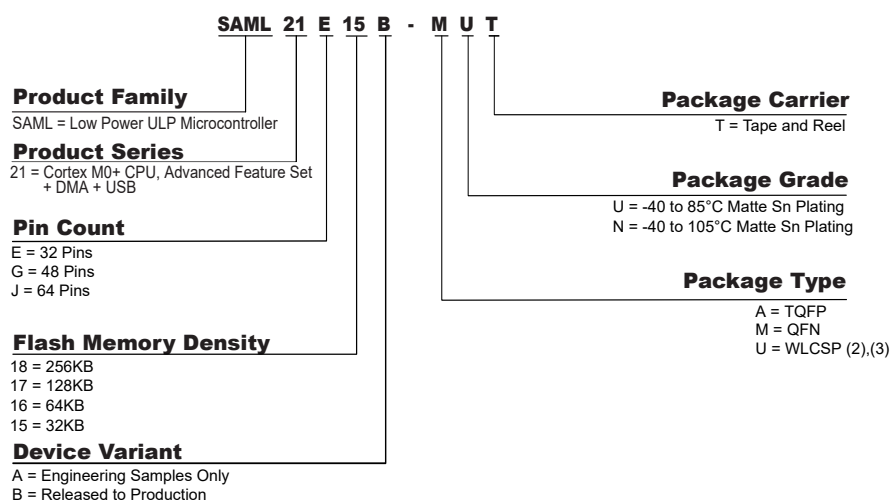 SAML 21 E 15 B - M U T
Product Family
SAML = Low Power ULP Microcontroller
Product Series
21 = Cortex M0+ CPU, Advanced Feature Set
+ DMA + USB
Pin Count
E = 32 Pins
G = 48 Pins
J = 64 Pins
Flash Memory Density
18 = 256KB
17 = 128KB
16 = 64KB
15 = 32KB
Device Variant
A = Engineering Samples Only
B = Released to Production
Package Carrier
T = Tape and Reel
Package Grade
U = -40 to 85°C Matte Sn Plating
N = -40 to 105°C Matte Sn Plating
Package Type
A = TQFP
M = QFN
U = WLCSP (2),(3)